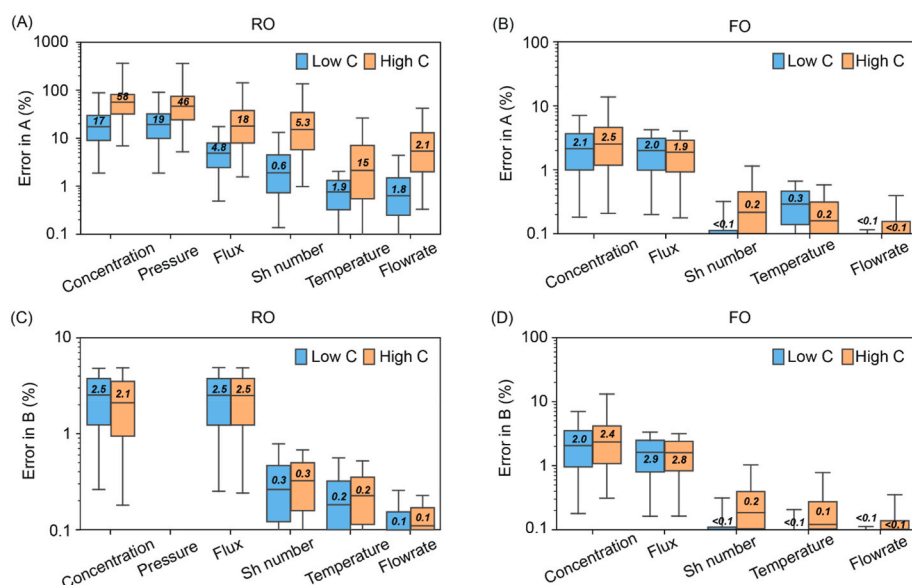 (A)
RO
1000
100
10
1
0.1
Error in A (%)
Low C
High C
17
58
19
46
4.8
18
0.6
5.3
1.9
15
1.8
2.1
Concentration
Pressure
Flux
Sh number
Temperature
Flowrate
(B)
FO
100
10
1
0.1
Error in A (%)
Low C
High C
2.1
2.5
2.0
1.9
<0.1
0.2
0.3
0.2
<0.1
<0.1
Concentration
Flux
Sh number
Temperature
Flowrate
(C)
RO
10
1
0.1
Error in B (%)
Low C
High C
2.5
2.1
2.5
2.5
0.3
0.3
0.2
0.2
0.1
0.1
Concentration
Pressure
Flux
Sh number
Temperature
Flowrate
(D)
FO
100
10
1
0.1
Error in B (%)
Low C
High C
2.0
2.4
2.9
2.8
<0.1
0.2
<0.1
0.1
<0.1
<0.1
Concentration
Flux
Sh number
Temperature
Flowrate